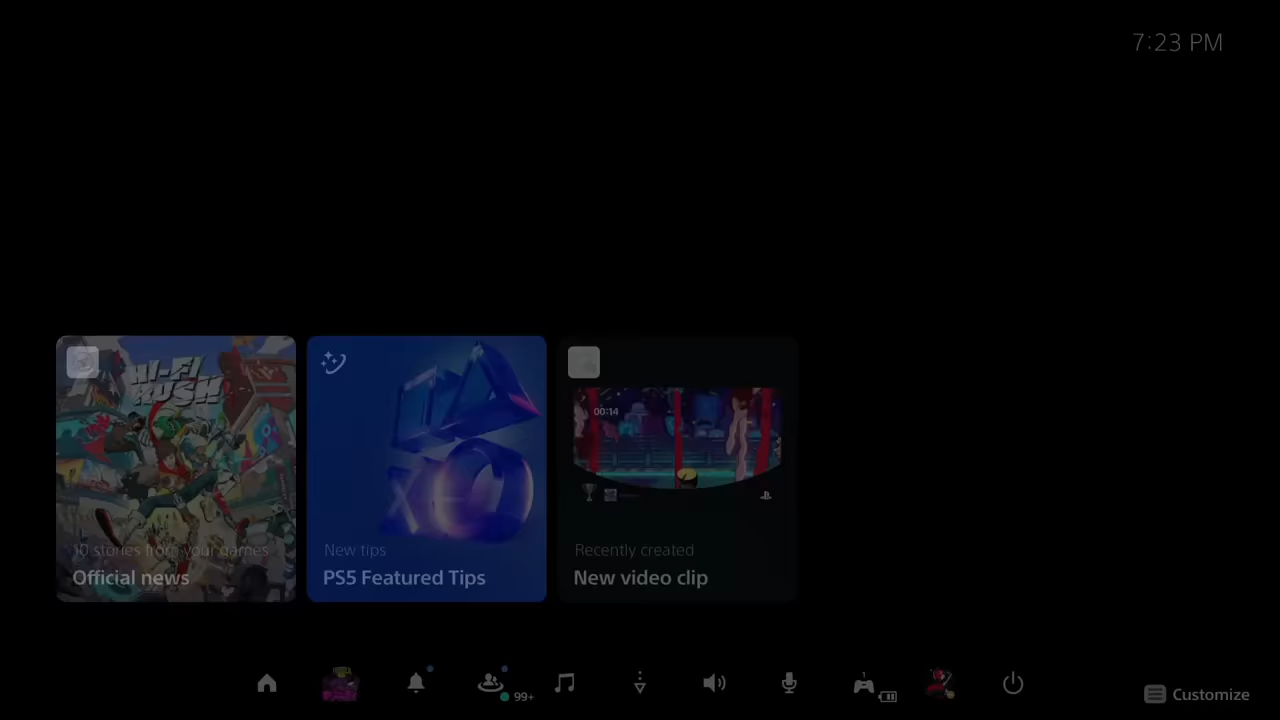 7:23 PM
HI-FI
RUSH
10 stories from your games
Official news
New tips
PS5 Featured Tips
00:14
Recently created
New video clip
99+
1
Customize